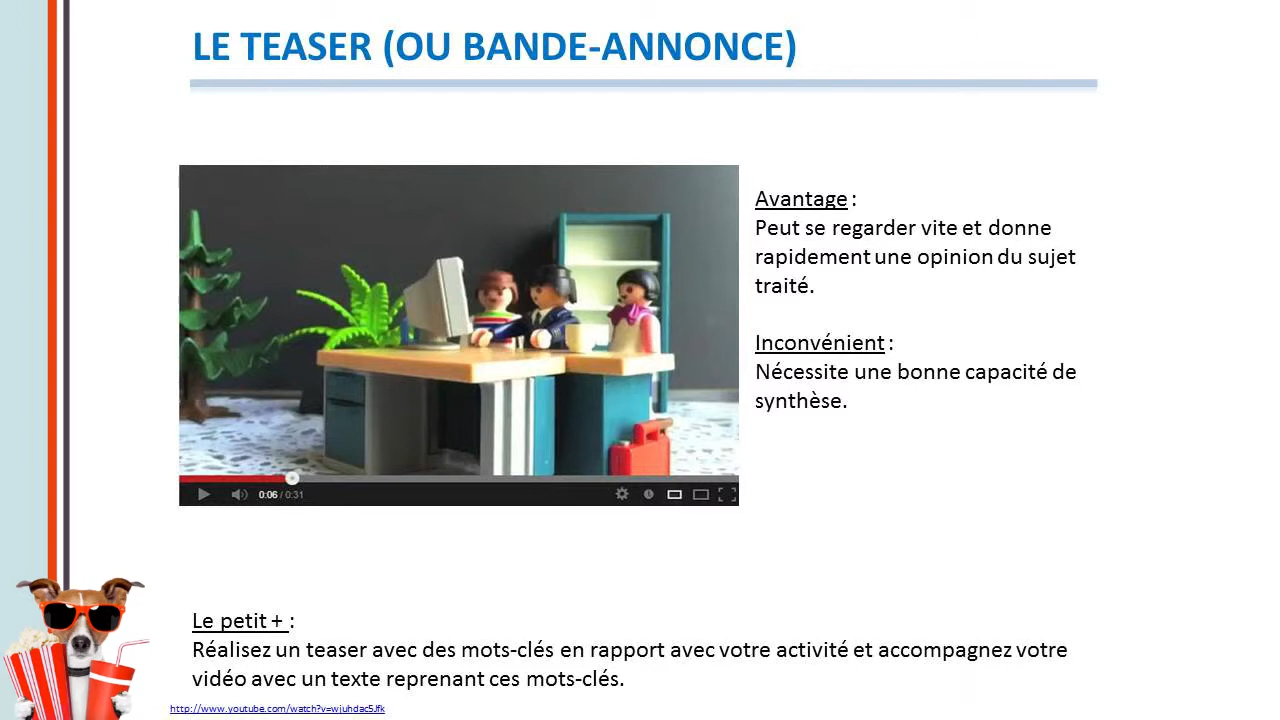 LE TEASER (OU BANDE-ANNONCE)
Avantage :
Peut se regarder vite et donne
rapidement une opinion du sujet
traité.
Inconvénient :
Nécessite une bonne capacité de
synthèse.
0:06 / 0:31
Le petit + :
Réalisez un teaser avec des mots-clés en rapport avec votre activité et accompagnez votre
vidéo avec un texte reprenant ces mots-clés.
http://www.youtube.com/watch?v=wjuhdac5Jfk